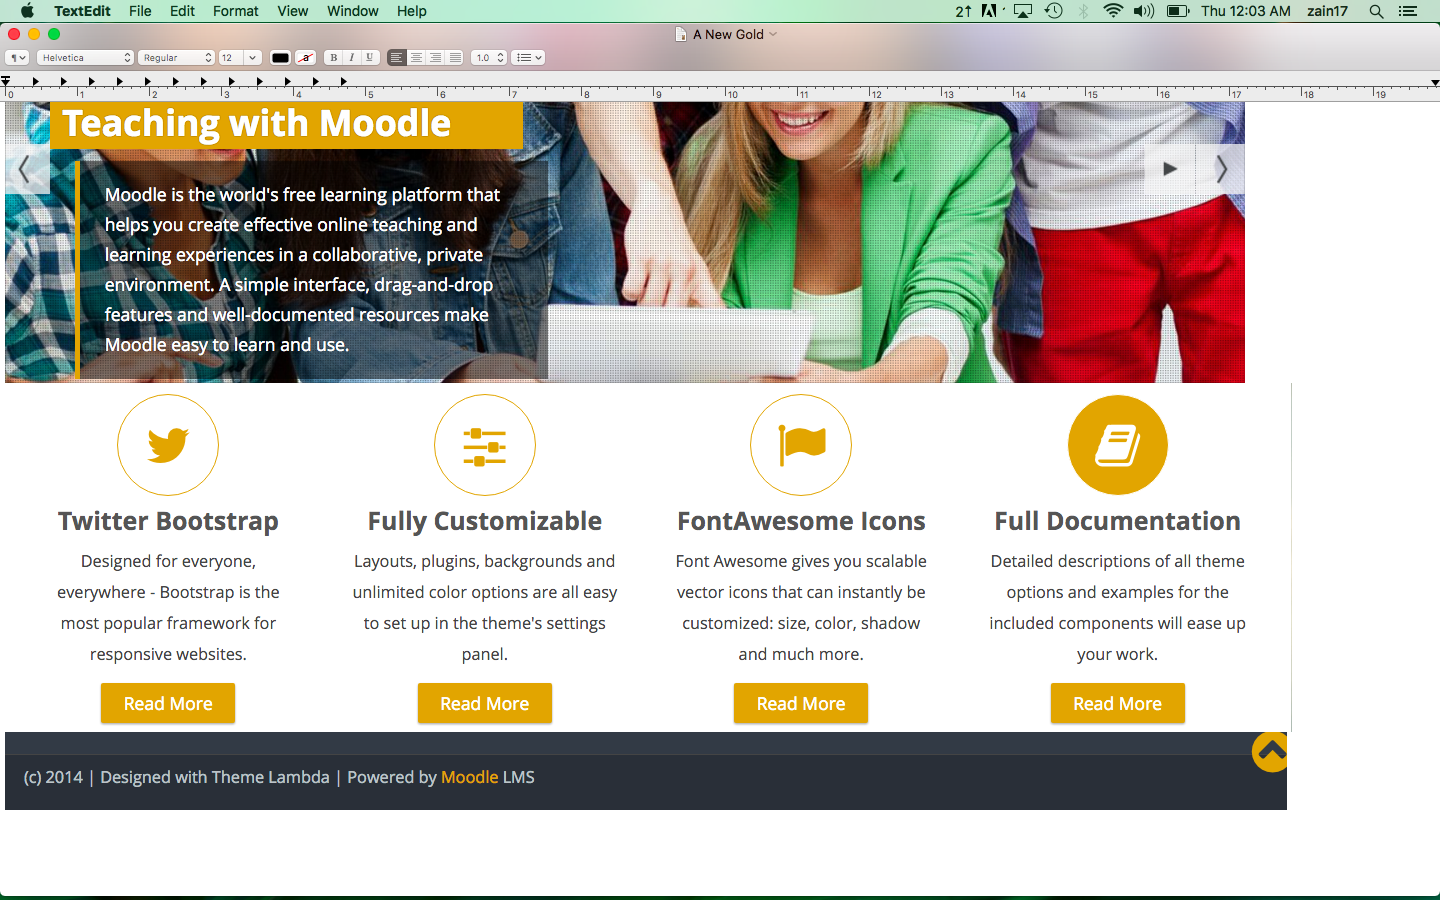 TextEdit File Edit Format View Window Help 2↑ Thu 12:03 AM zain17
A New Gold
¶ Helvetica Regular 12 a B I U 1.0
0 1 2 3 4 5 6 7 8 9 10 11 12 13 14 15 16 17 18 19
Teaching with Moodle
Moodle is the world's free learning platform that
helps you create effective online teaching and
learning experiences in a collaborative, private
environment. A simple interface, drag-and-drop
features and well-documented resources make
Moodle easy to learn and use.
Twitter Bootstrap
Designed for everyone,
everywhere - Bootstrap is the
most popular framework for
responsive websites.
Read More
Fully Customizable
Layouts, plugins, backgrounds and
unlimited color options are all easy
to set up in the theme's settings
panel.
Read More
FontAwesome Icons
Font Awesome gives you scalable
vector icons that can instantly be
customized: size, color, shadow
and much more.
Read More
Full Documentation
Detailed descriptions of all theme
options and examples for the
included components will ease up
your work.
Read More
(c) 2014 | Designed with Theme Lambda | Powered by Moodle LMS